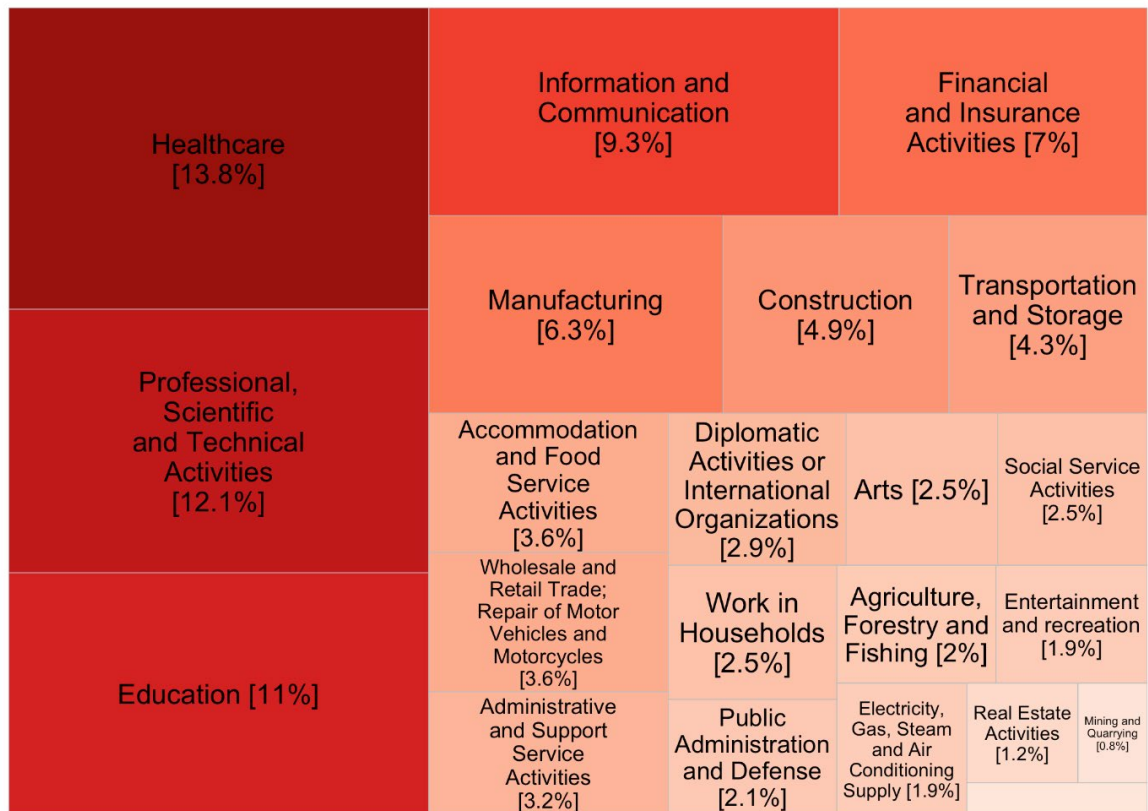 Healthcare
[13.8%]
Professional,
Scientific
and Technical
Activities
[12.1%]
Education [11%]
Information and
Communication
[9.3%]
Financial
and Insurance
Activities [7%]
Manufacturing
[6.3%]
Construction
[4.9%]
Transportation
and Storage
[4.3%]
Accommodation
and Food
Service
Activities
[3.6%]
Wholesale and
Retail Trade;
Repair of Motor
Vehicles and
Motorcycles
[3.6%]
Administrative
and Support
Service
Activities
[3.2%]
Diplomatic
Activities or
International
Organizations
[2.9%]
Arts [2.5%]
Social Service
Activities
[2.5%]
Work in
Households
[2.5%]
Public
Administration
and Defense
[2.1%]
Agriculture,
Forestry and
Fishing [2%]
Entertainment
and recreation
[1.9%]
Electricity,
Gas, Steam
and Air
Conditioning
Supply [1.9%]
Real Estate
Activities
[1.2%]
Mining and
Quarrying
[0.8%]